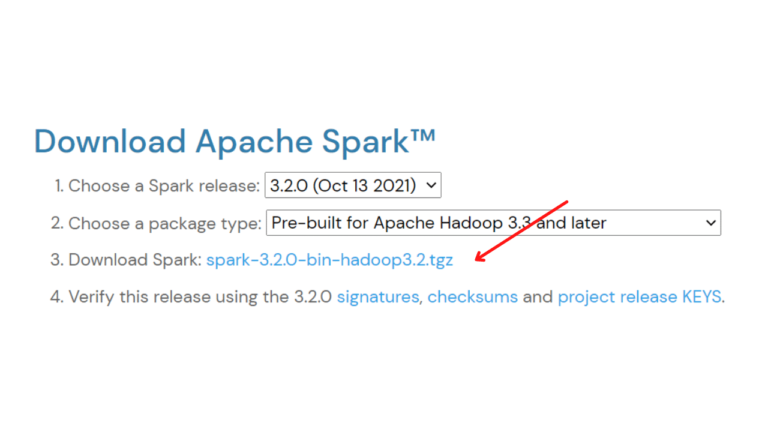 Download Apache Spark™
1. Choose a Spark release: 3.2.0 (Oct 13 2021)
2. Choose a package type: Pre-built for Apache Hadoop 3.3 and later
3. Download Spark: spark-3.2.0-bin-hadoop3.2.tgz
4. Verify this release using the 3.2.0 signatures, checksums and project release KEYS.